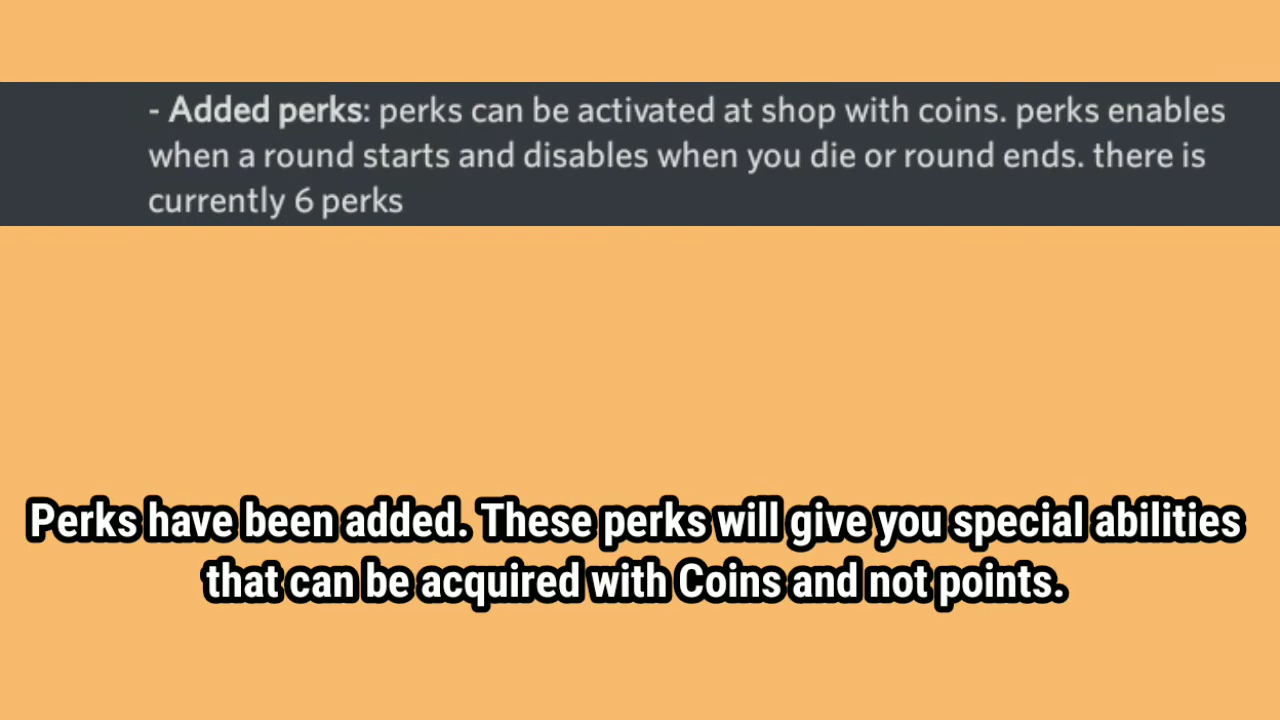 - Added perks: perks can be activated at shop with coins. perks enables
when a round starts and disables when you die or round ends. there is
currently 6 perks
Perks have been added. These perks will give you special abilities
that can be acquired with Coins and not points.